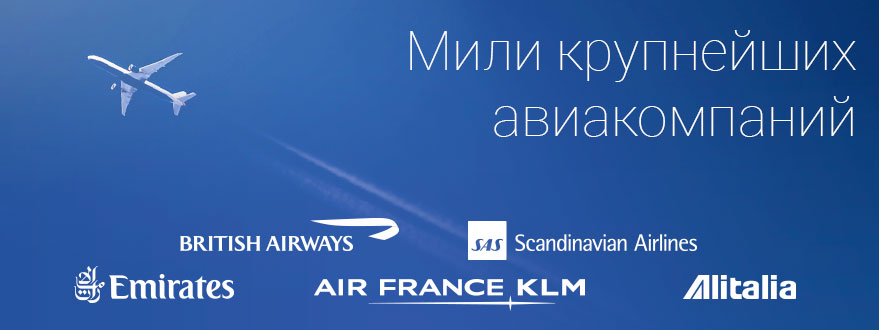 Мили крупнейших
авиакомпаний
BRITISH AIRWAYS
SAS Scandinavian Airlines
Emirates
AIR FRANCE KLM
Alitalia